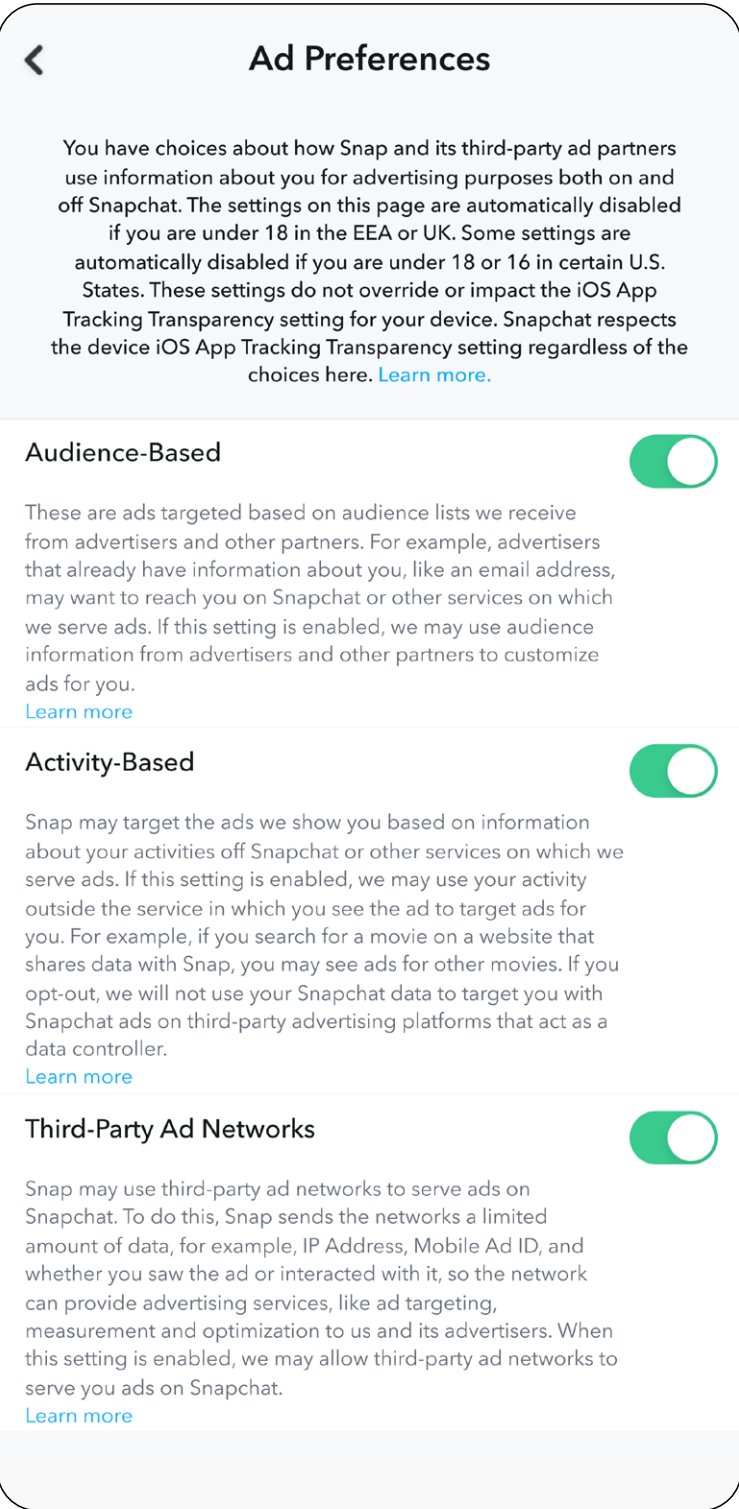 Ad Preferences
You have choices about how Snap and its third-party ad partners
use information about you for advertising purposes both on and
off Snapchat. The settings on this page are automatically disabled
if you are under 18 in the EEA or UK. Some settings are
automatically disabled if you are under 18 or 16 in certain U.S.
States. These settings do not override or impact the iOS App
Tracking Transparency setting for your device. Snapchat respects
the device iOS App Tracking Transparency setting regardless of the
choices here. Learn more.
Audience-Based
These are ads targeted based on audience lists we receive
from advertisers and other partners. For example, advertisers
that already have information about you, like an email address,
may want to reach you on Snapchat or other services on which
we serve ads. If this setting is enabled, we may use audience
information from advertisers and other partners to customize
ads for you.
Learn more
Activity-Based
Snap may target the ads we show you based on information
about your activities off Snapchat or other services on which we
serve ads. If this setting is enabled, we may use your activity
outside the service in which you see the ad to target ads for
you. For example, if you search for a movie on a website that
shares data with Snap, you may see ads for other movies. If you
opt-out, we will not use your Snapchat data to target you with
Snapchat ads on third-party advertising platforms that act as a
data controller.
Learn more
Third-Party Ad Networks
Snap may use third-party ad networks to serve ads on
Snapchat. To do this, Snap sends the networks a limited
amount of data, for example, IP Address, Mobile Ad ID, and
whether you saw the ad or interacted with it, so the network
can provide advertising services, like ad targeting,
measurement and optimization to us and its advertisers. When
this setting is enabled, we may allow third-party ad networks to
serve you ads on Snapchat.
Learn more